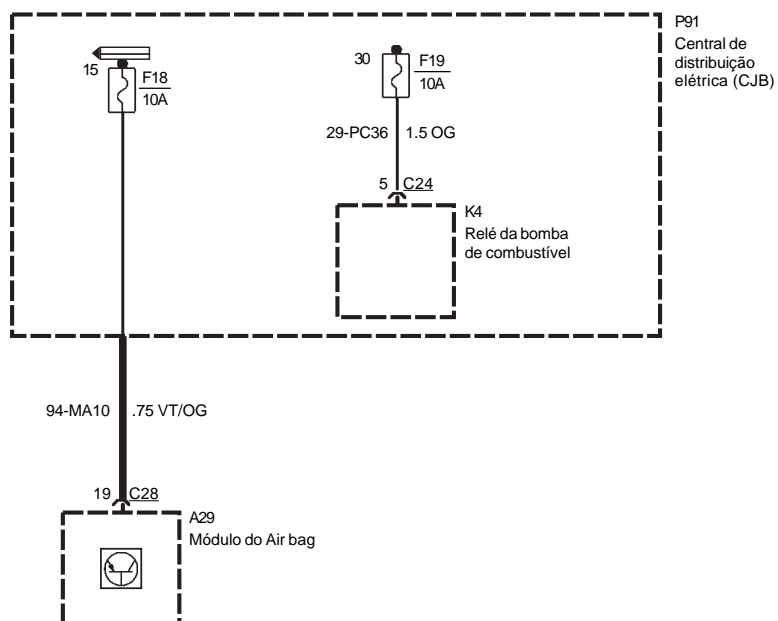 P91
Central de
distribuição
elétrica (CJB)
15
F18
10A
30
F19
10A
29-PC36
1.5 OG
5
C24
K4
Relé da bomba
de combustível
94-MA10
.75 VT/OG
19
C28
A29
Módulo do Air bag